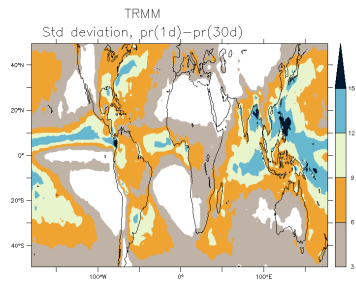 TRMM
Std deviation, pr(1d)-pr(30d)
40°N
20°N
0°
20°S
40°S
100°W
0°
100°E
15
12
9
6
3